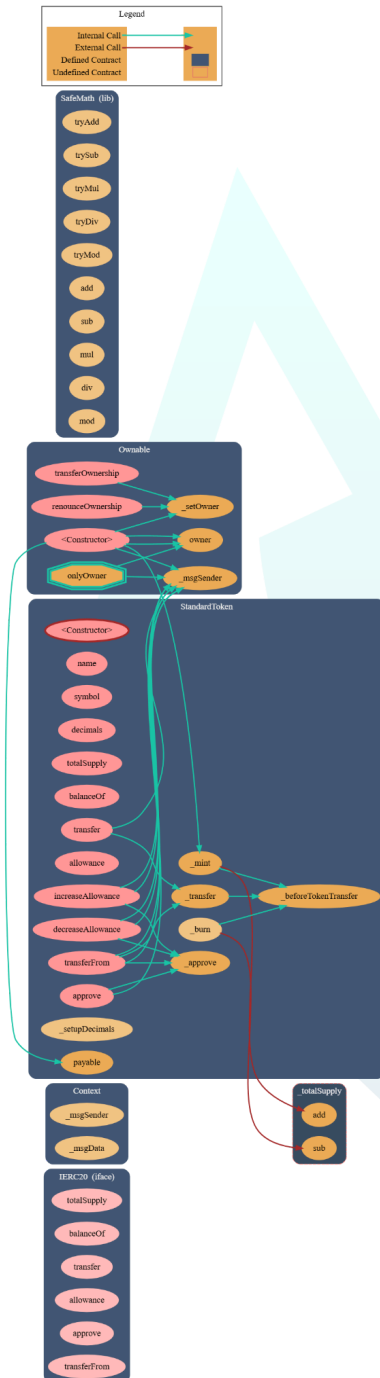 Legend
Internal Call
External Call
Defined Contract
Undefined Contract
SafeMath (lib)
tryAdd
trySub
tryMul
tryDiv
tryMod
add
sub
mul
div
mod
Ownable
transferOwnership
renounceOwnership
_setOwner
<Constructor>
owner
onlyOwner
_msgSender
StandardToken
<Constructor>
name
symbol
decimals
totalSupply
balanceOf
transfer
allowance
_mint
increaseAllowance
_transfer
_beforeTokenTransfer
decreaseAllowance
_burn
transferFrom
_approve
approve
_setupDecimals
payable
Context
_msgSender
_msgData
_totalSupply
add
sub
IERC20 (iface)
totalSupply
balanceOf
transfer
allowance
approve
transferFrom